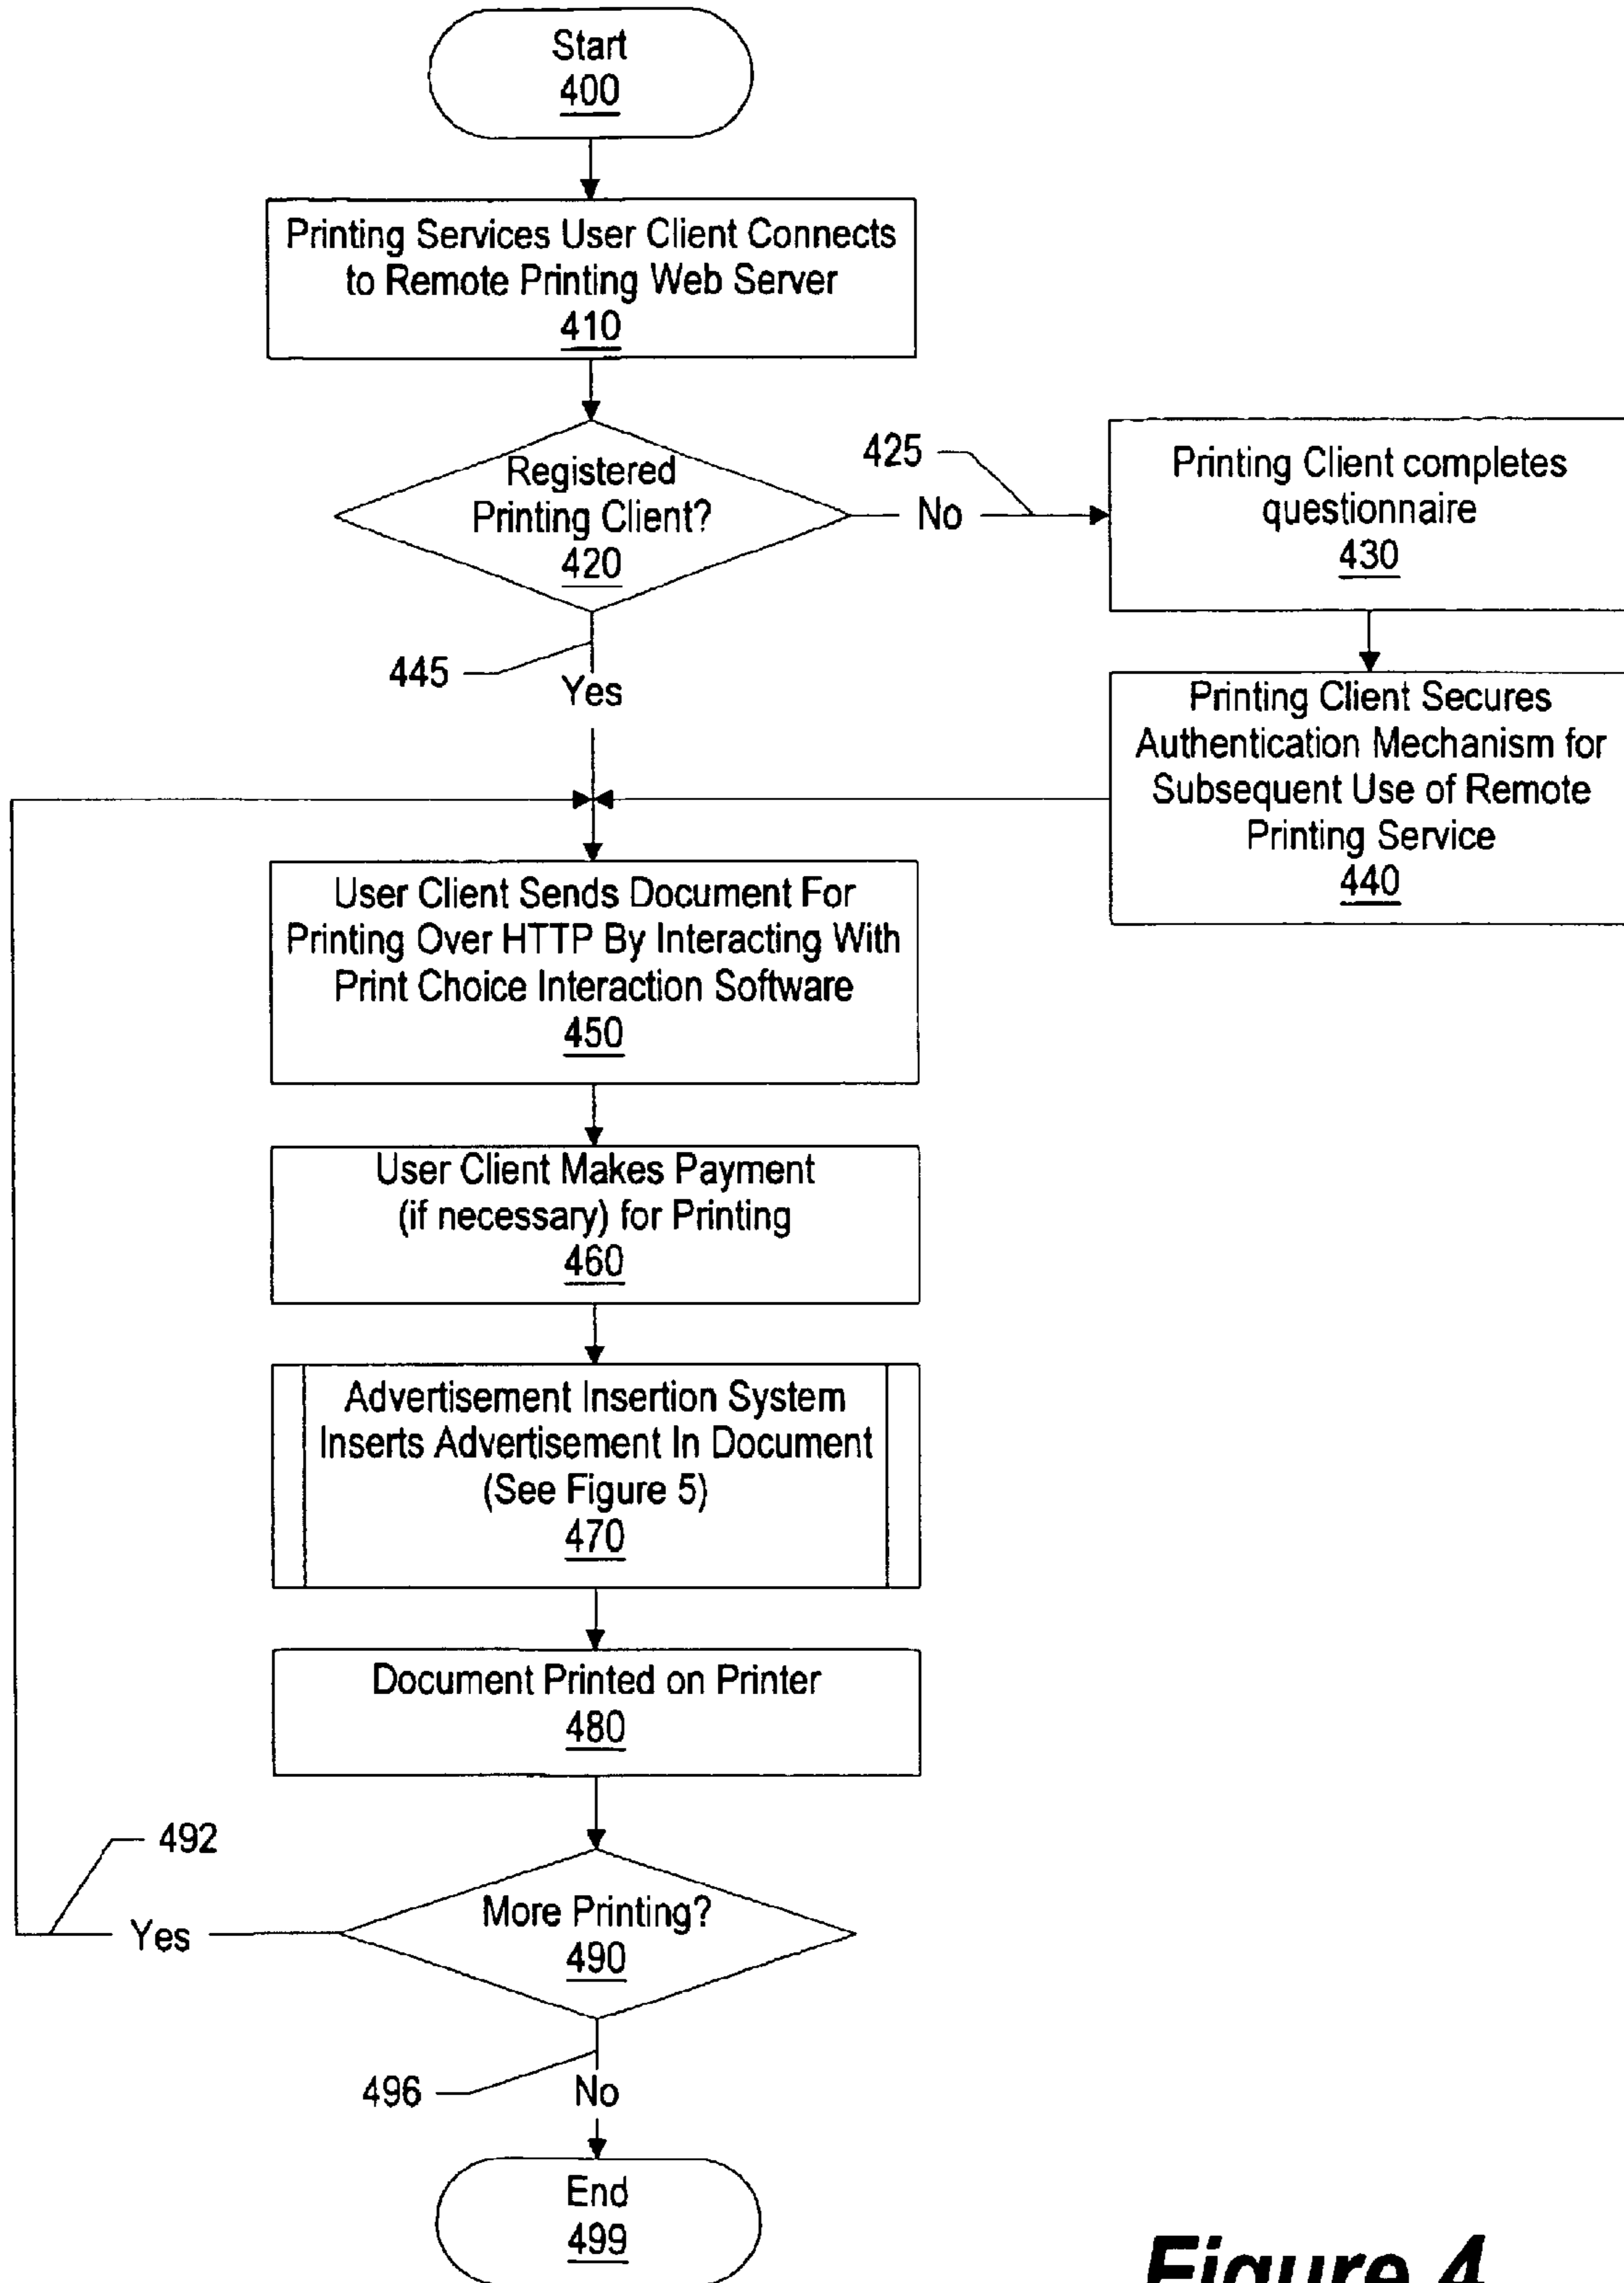 Start
400
Printing Services User Client Connects
to Remote Printing Web Server
410
Registered
Printing Client?
420
425
No
Printing Client completes
questionnaire
430
445
Yes
Printing Client Secures
Authentication Mechanism for
Subsequent Use of Remote
Printing Service
440
User Client Sends Document For
Printing Over HTTP By Interacting With
Print Choice Interaction Software
450
User Client Makes Payment
(if necessary) for Printing
460
Advertisement Insertion System
Inserts Advertisement In Document
(See Figure 5)
470
Document Printed on Printer
480
492
Yes
More Printing?
490
496
No
End
499
Figure 4